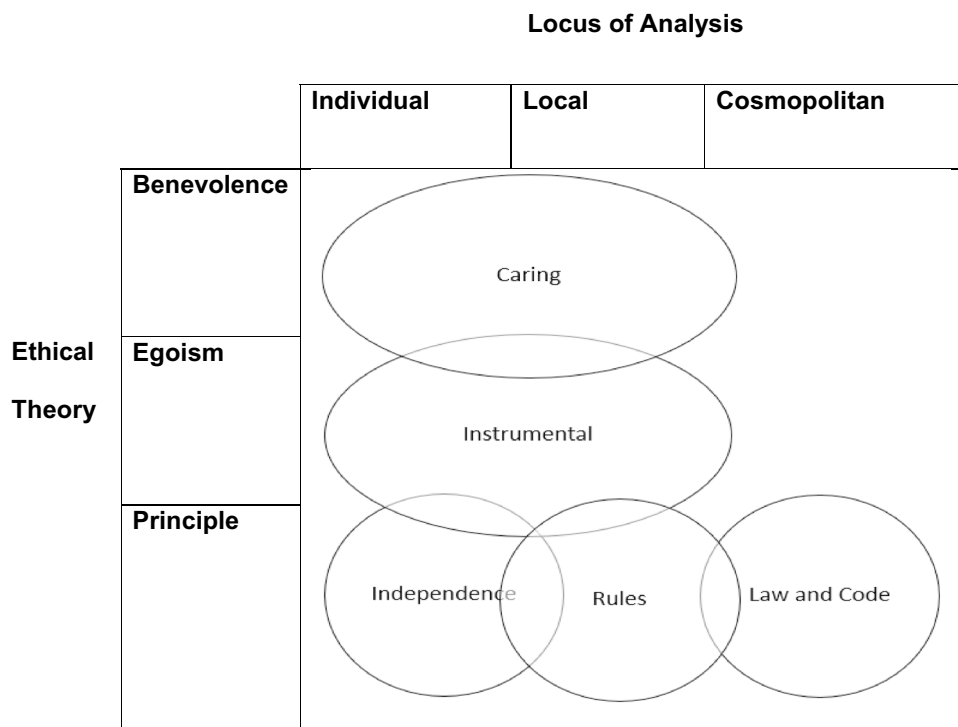 Locus of Analysis
Individual
Local
Cosmopolitan
Benevolence
Caring
Ethical
Theory
Egoism
Instrumental
Principle
Independence
Rules
Law and Code